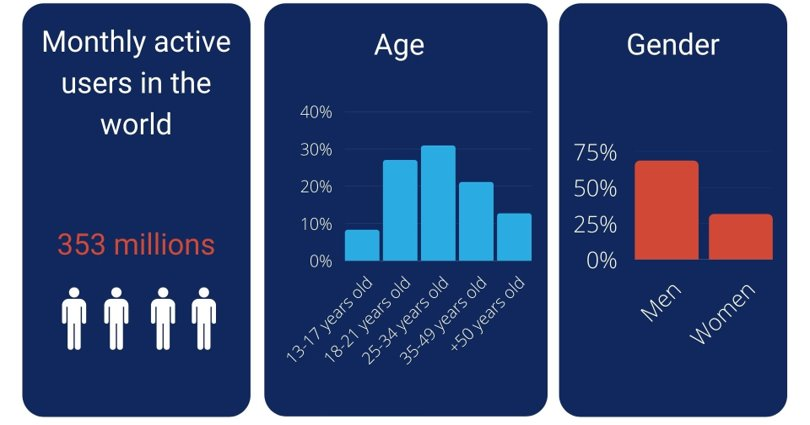 Monthly active
users in the
world
353 millions
Age
40%
30%
20%
10%
0%
13-17 years old
18-21 years old
25-34 years old
35-49 years old
+50 years old
Gender
75%
50%
25%
0%
Men
Women